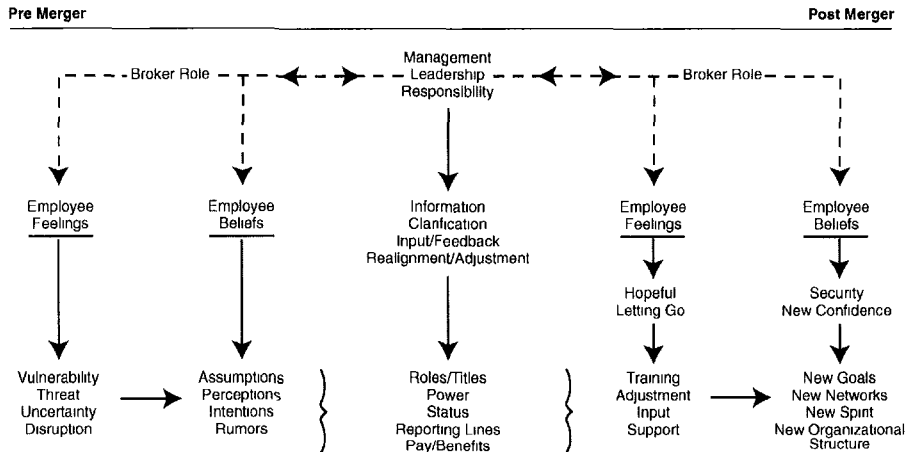 Pre Merger
Post Merger
Management
Leadership
Responsibility
Broker Role
Broker Role
Employee
Feelings
Employee
Beliefs
Information
Clarification
Input/Feedback
Realignment/Adjustment
Employee
Feelings
Employee
Beliefs
Hopeful
Letting Go
Security
New Confidence
Vulnerability
Threat
Uncertainty
Disruption
Assumptions
Perceptions
Intentions
Rumors
Roles/Titles
Power
Status
Reporting Lines
Pay/Benefits
Training
Adjustment
Input
Support
New Goals
New Networks
New Spirit
New Organizational
Structure